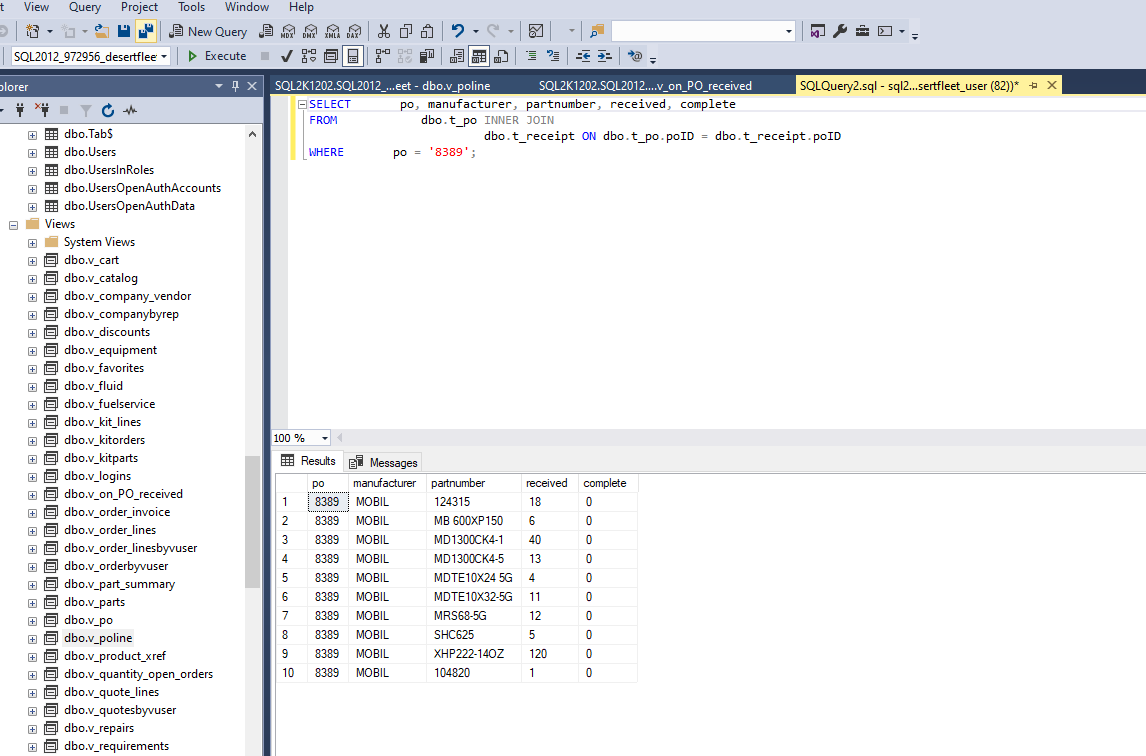 t View Query Project Tools Window Help
New Query MDX DMX XMLA DAX
SQL2012_972956_desertflee Execute
plorer
SQL2K1202.SQL2012_...eet - dbo.v_poline SQL2K1202.SQL2012....v_on_PO_received SQLQuery2.sql - sql2...sertfleet_user (82))*
SELECT po, manufacturer, partnumber, received, complete
FROM dbo.t_po INNER JOIN
dbo.t_receipt ON dbo.t_po.poID = dbo.t_receipt.poID
WHERE po = '8389';
dbo.Tab$
dbo.Users
dbo.UsersInRoles
dbo.UsersOpenAuthAccounts
dbo.UsersOpenAuthData
Views
System Views
dbo.v_cart
dbo.v_catalog
dbo.v_company_vendor
dbo.v_companybyrep
dbo.v_discounts
dbo.v_equipment
dbo.v_favorites
dbo.v_fluid
dbo.v_fuelservice
dbo.v_kit_lines
dbo.v_kitorders
dbo.v_kitparts
dbo.v_logins
dbo.v_on_PO_received
dbo.v_order_invoice
dbo.v_order_lines
dbo.v_order_linesbyvuser
dbo.v_orderbyvuser
dbo.v_part_summary
dbo.v_parts
dbo.v_po
dbo.v_poline
dbo.v_product_xref
dbo.v_quantity_open_orders
dbo.v_quote_lines
dbo.v_quotesbyvuser
dbo.v_repairs
dbo.v_requirements
100 %
Results Messages
po manufacturer partnumber received complete
1 8389 MOBIL 124315 18 0
2 8389 MOBIL MB 600XP150 6 0
3 8389 MOBIL MD1300CK4-1 40 0
4 8389 MOBIL MD1300CK4-5 13 0
5 8389 MOBIL MDTE10X24 5G 4 0
6 8389 MOBIL MDTE10X32-5G 11 0
7 8389 MOBIL MRS68-5G 12 0
8 8389 MOBIL SHC625 5 0
9 8389 MOBIL XHP222-14OZ 120 0
10 8389 MOBIL 104820 1 0